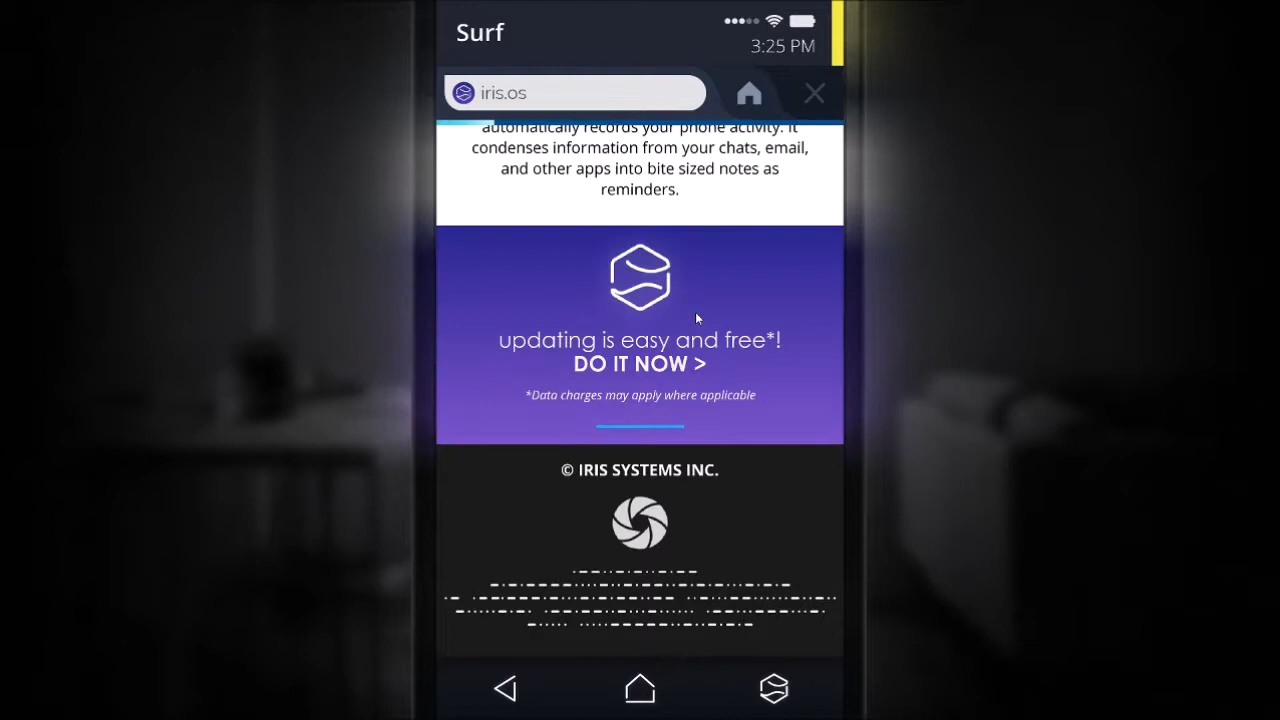 Surf
3:25 PM
iris.os
automatically records your phone activity. It
condenses information from your chats, email,
and other apps into bite sized notes as
reminders.
updating is easy and free*!
DO IT NOW >
*Data charges may apply where applicable
© IRIS SYSTEMS INC.